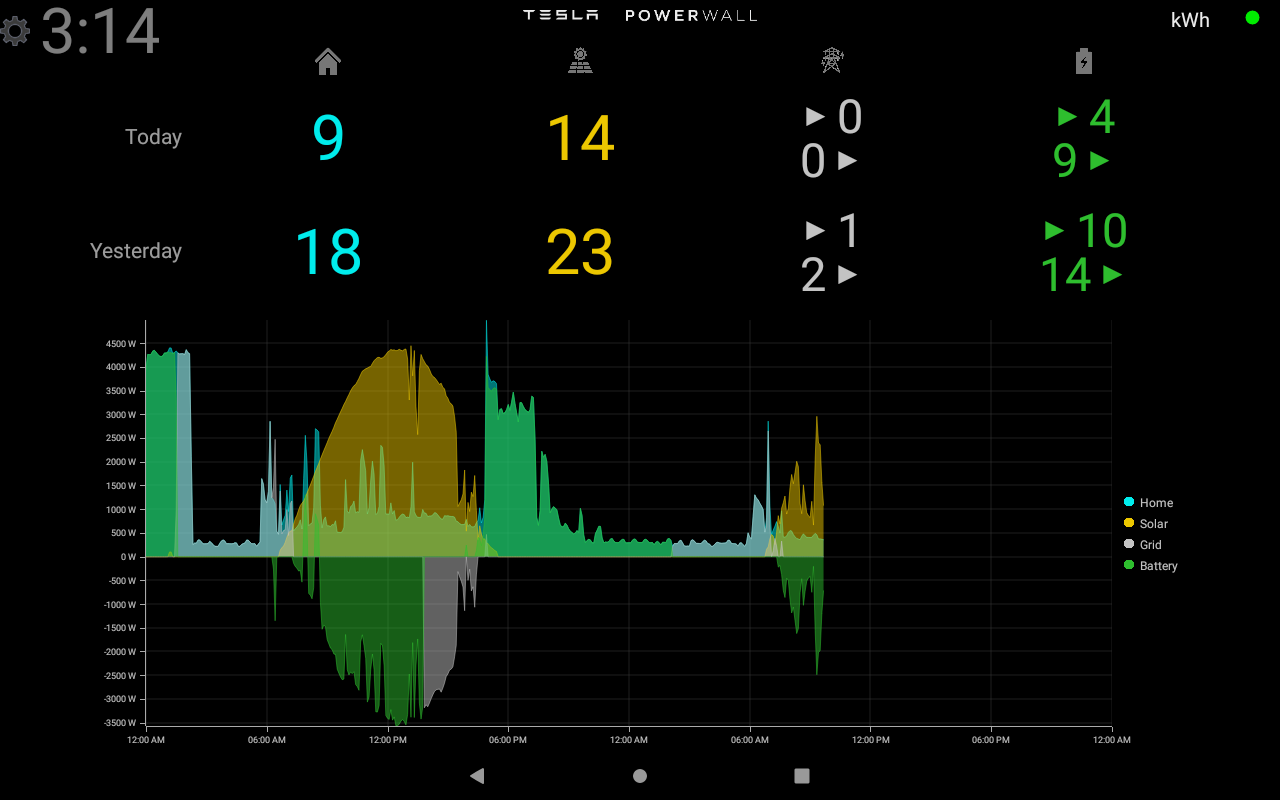 3:14
TESLA POWERWALL
kWh
Today 9 14 ▶ 0 ▶ 4
0 ▶ 9 ▶
Yesterday 18 23 ▶ 1 ▶ 10
2 ▶ 14 ▶
4500 W
4000 W
3500 W
3000 W
2500 W
2000 W
1500 W
1000 W
500 W
0 W
-500 W
-1000 W
-1500 W
-2000 W
-2500 W
-3000 W
-3500 W
12:00 AM 06:00 AM 12:00 PM 06:00 PM 12:00 AM 06:00 AM 12:00 PM 06:00 PM 12:00 AM
Home
Solar
Grid
Battery